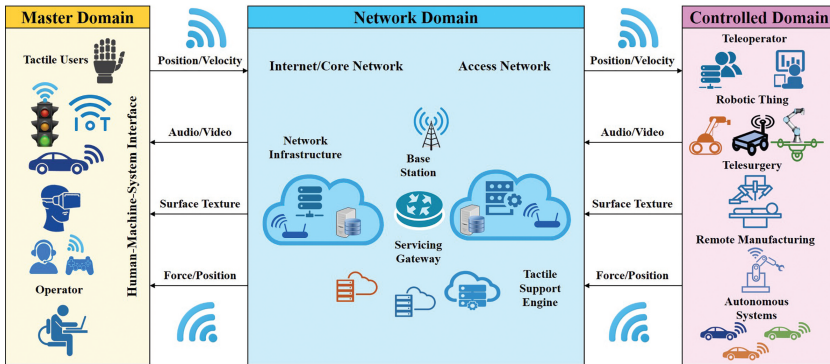 Master Domain
Tactile Users
IoT
Operator
Human-Machine-System Interface
Position/Velocity
Audio/Video
Surface Texture
Force/Position
Network Domain
Internet/Core Network
Access Network
Network
Infrastructure
Base
Station
Servicing
Gateway
Tactile
Support
Engine
Position/Velocity
Audio/Video
Surface Texture
Force/Position
Controlled Domain
Teleoperator
Robotic Thing
Telesurgery
Remote Manufacturing
Autonomous
Systems